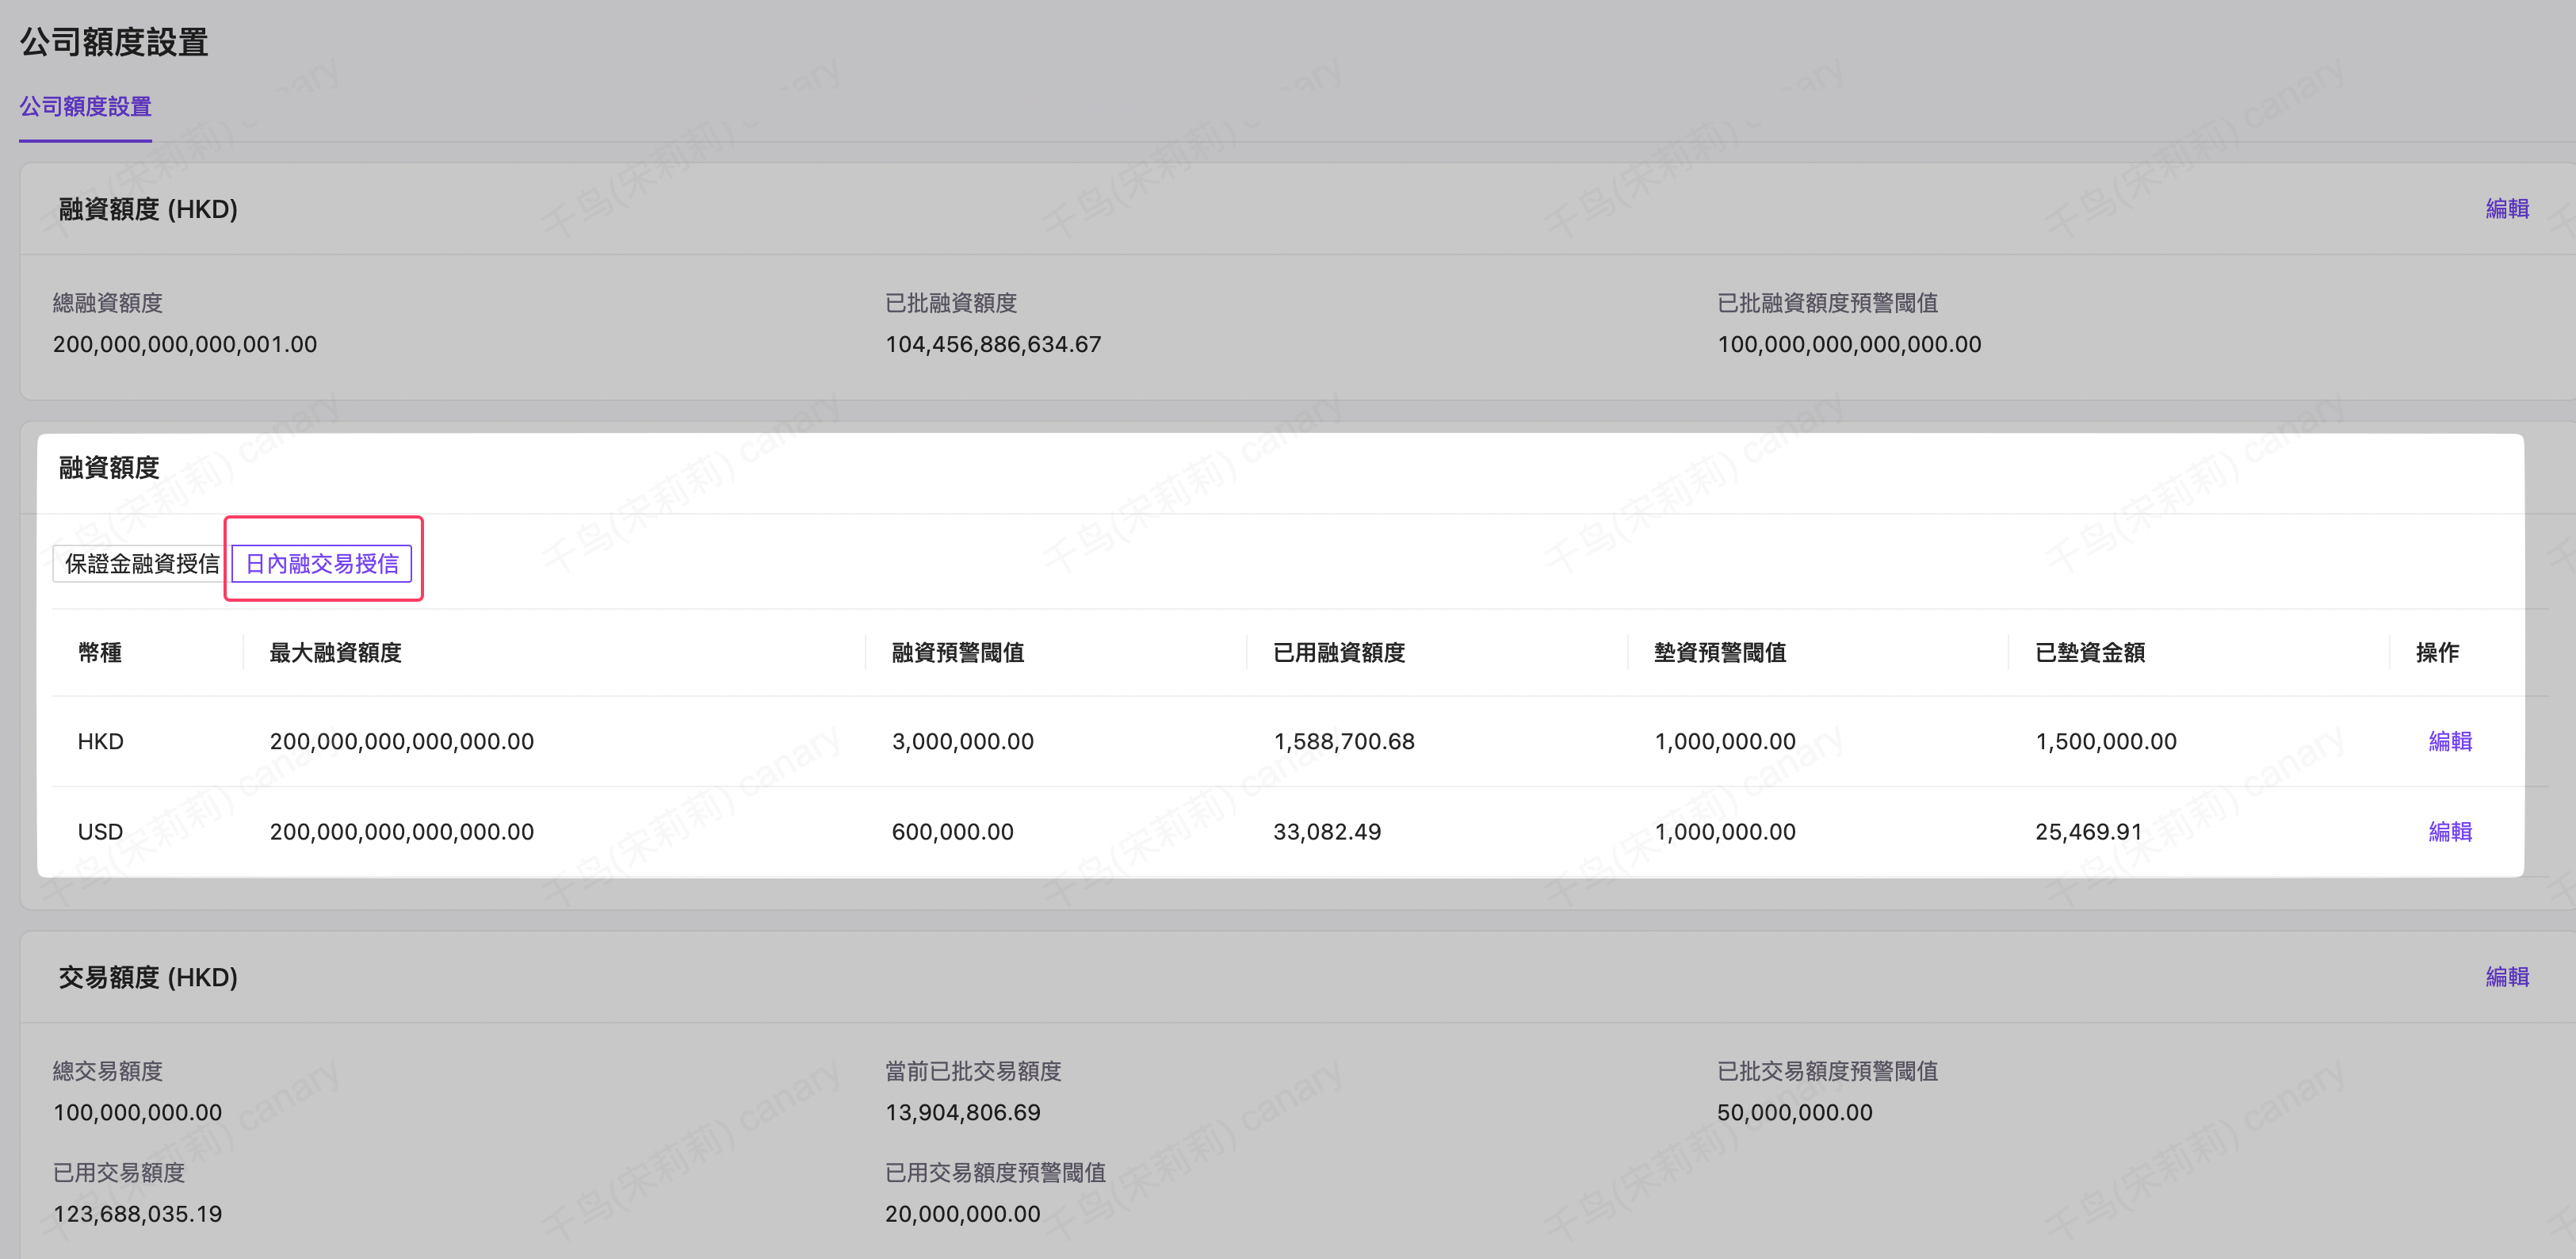 公司額度設置
公司額度設置
融資額度 (HKD) 編輯
總融資額度 已批融資額度 已批融資額度預警閾值
200,000,000,000,001.00 104,456,886,634.67 100,000,000,000,000.00
融資額度
保證金融資授信 日內融交易授信
幣種 最大融資額度 融資預警閾值 已用融資額度 墊資預警閾值 已墊資金額 操作
HKD 200,000,000,000,000.00 3,000,000.00 1,588,700.68 1,000,000.00 1,500,000.00 編輯
USD 200,000,000,000,000.00 600,000.00 33,082.49 1,000,000.00 25,469.91 編輯
交易額度 (HKD) 編輯
總交易額度 當前已批交易額度 已批交易額度預警閾值
100,000,000.00 13,904,806.69 50,000,000.00
已用交易額度 已用交易額度預警閾值
123,688,035.19 20,000,000.00
千鸟(宋莉莉) canary